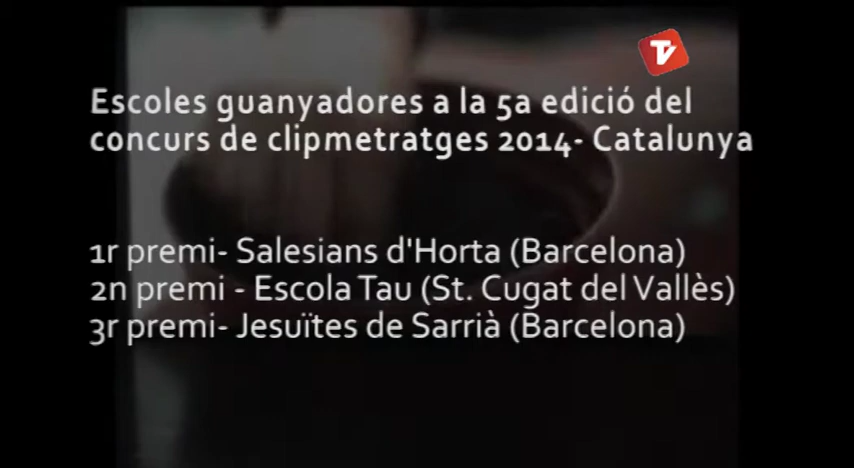 TV
Escoles guanyadores a la 5a edició del
concurs de clipmetratges 2014- Catalunya
1r premi- Salesians d'Horta (Barcelona)
2n premi - Escola Tau (St. Cugat del Vallès)
3r premi- Jesuïtes de Sarrià (Barcelona)